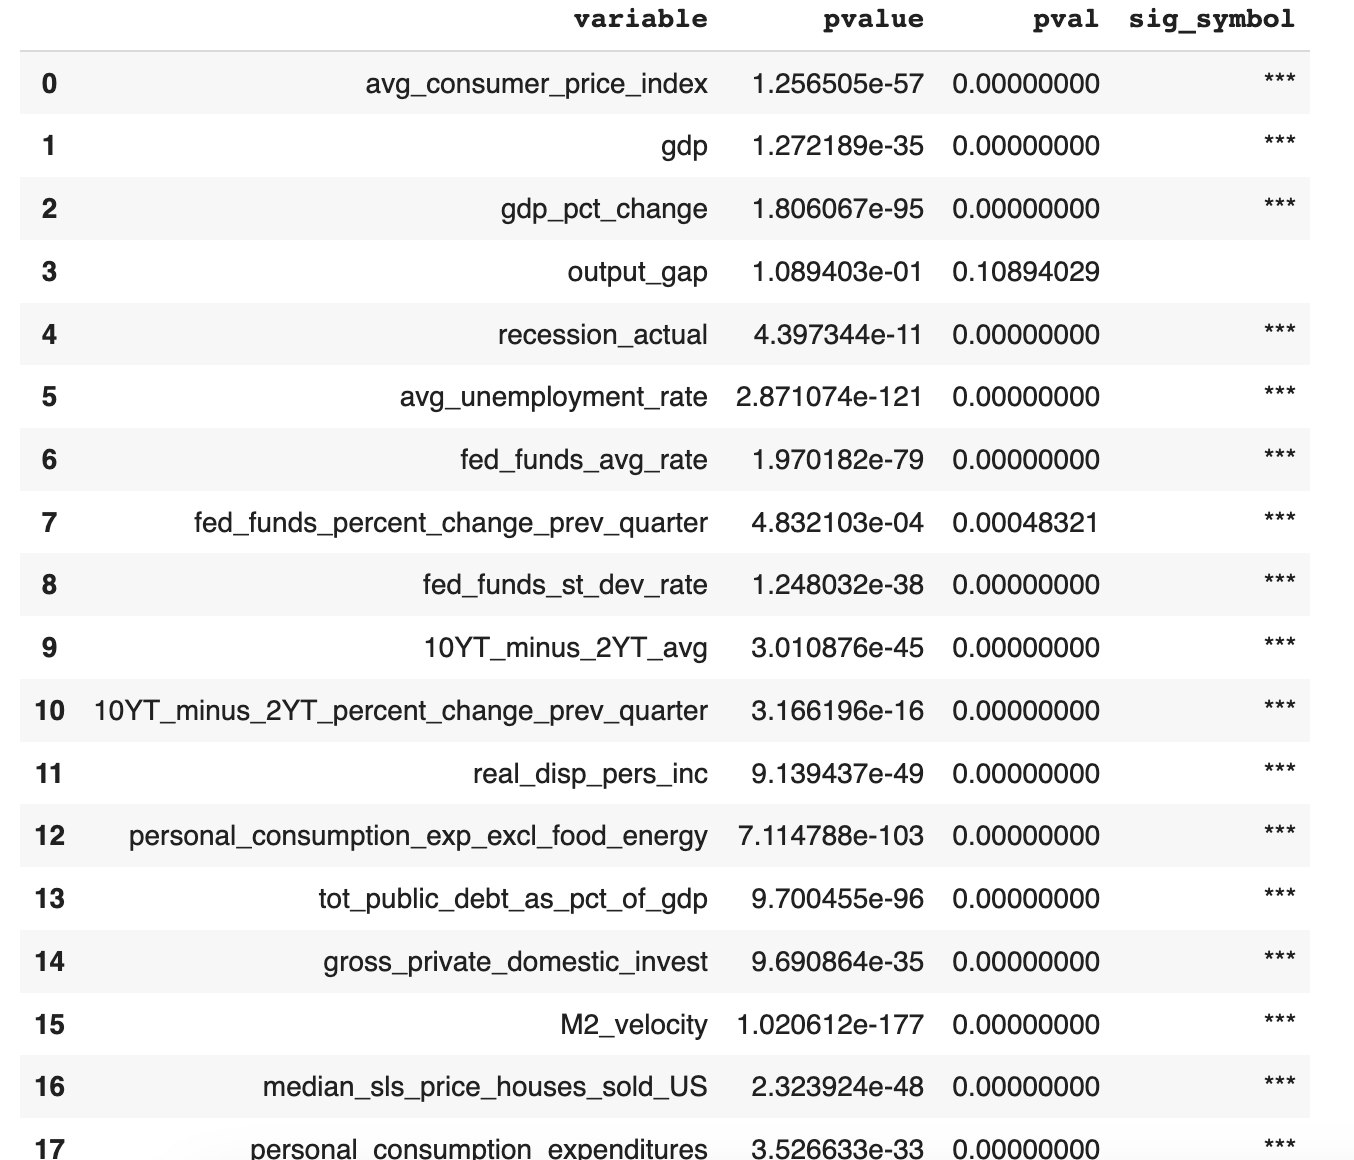 variable pvalue pval sig_symbol
0 avg_consumer_price_index 1.256505e-57 0.00000000 ***
1 gdp 1.272189e-35 0.00000000 ***
2 gdp_pct_change 1.806067e-95 0.00000000 ***
3 output_gap 1.089403e-01 0.10894029
4 recession_actual 4.397344e-11 0.00000000 ***
5 avg_unemployment_rate 2.871074e-121 0.00000000 ***
6 fed_funds_avg_rate 1.970182e-79 0.00000000 ***
7 fed_funds_percent_change_prev_quarter 4.832103e-04 0.00048321 ***
8 fed_funds_st_dev_rate 1.248032e-38 0.00000000 ***
9 10YT_minus_2YT_avg 3.010876e-45 0.00000000 ***
10 10YT_minus_2YT_percent_change_prev_quarter 3.166196e-16 0.00000000 ***
11 real_disp_pers_inc 9.139437e-49 0.00000000 ***
12 personal_consumption_exp_excl_food_energy 7.114788e-103 0.00000000 ***
13 tot_public_debt_as_pct_of_gdp 9.700455e-96 0.00000000 ***
14 gross_private_domestic_invest 9.690864e-35 0.00000000 ***
15 M2_velocity 1.020612e-177 0.00000000 ***
16 median_sls_price_houses_sold_US 2.323924e-48 0.00000000 ***
17 personal_consumption_expenditures 3.526633e-33 0.00000000 ***